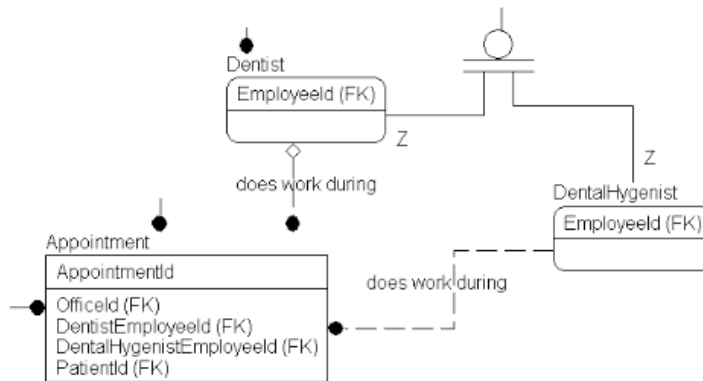 Dentist
EmployeeId (FK)
Z
Z
does work during
DentalHygenist
EmployeeId (FK)
Appointment
AppointmentId
does work during
OfficeId (FK)
DentistEmployeeId (FK)
DentalHygenistEmployeeId (FK)
PatientId (FK)